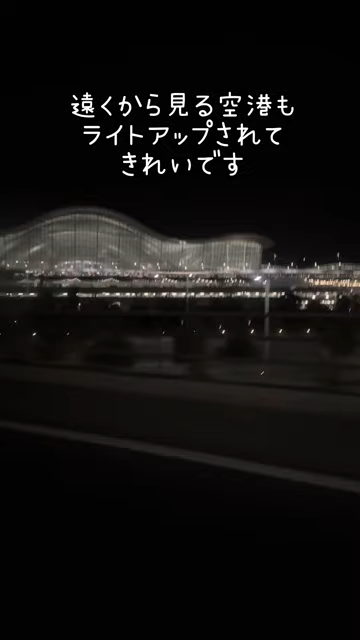 遠くから見る空港も
ライトアップされて
きれいです